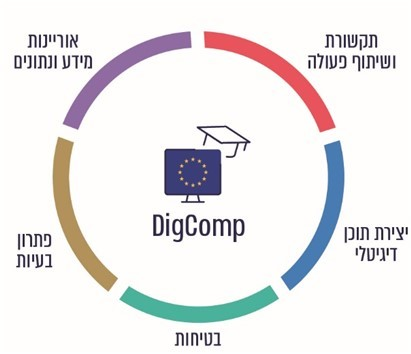 אוריינות
מידע ונתונים
תקשורת
ושיתוף פעולה
DigComp
יצירת תוכן
דיגיטלי
פתרון
בעיות
בטיחות